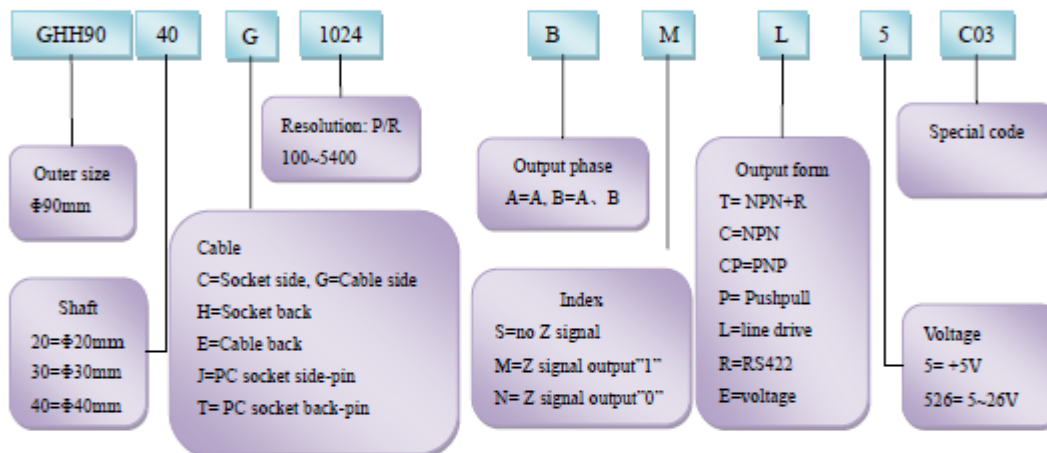 GHH90 40 G 1024 B M L 5 C03
Outer size
Φ90mm
Resolution: P/R
100~5400
Output phase
A=A, B=A、B
Output form
T= NPN+R
C=NPN
CP=PNP
P= Pushpull
L=line drive
R=RS422
E=voltage
Special code
Shaft
20=Φ20mm
30=Φ30mm
40=Φ40mm
Cable
C=Socket side, G=Cable side
H=Socket back
E=Cable back
J=PC socket side-pin
T= PC socket back-pin
Index
S=no Z signal
M=Z signal output"1"
N= Z signal output"0"
Voltage
5= +5V
526= 5~26V